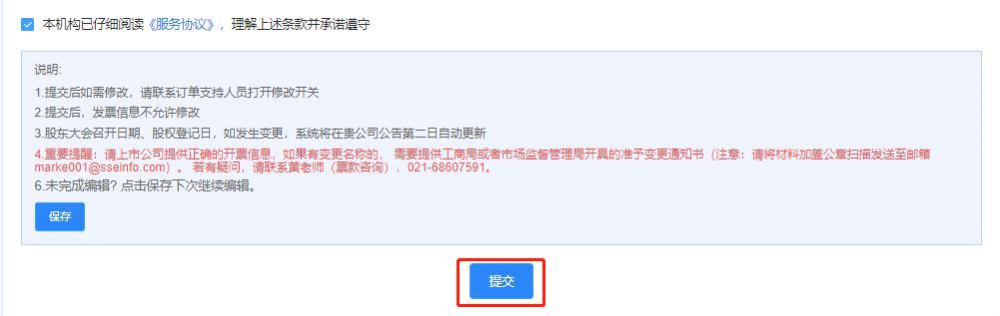 本机构已仔细阅读《服务协议》，理解上述条款并承诺遵守
说明:
1.提交后如需修改，请联系订单支持人员打开修改开关
2.提交后，发票信息不允许修改
3.股东大会召开日期、股权登记日，如发生变更，系统将在贵公司公告第二日自动更新
4.重要提醒：请上市公司提供正确的开票信息，如果有变更名称的， 需要提供工商局或者市场监督管理局开具的准予变更通知书（注意：请将材料加盖公章扫描发送至邮箱
marke001@sseinfo.com）。 若有疑问，请联系黄老师（票款咨询），021-68607591。
6.未完成编辑? 点击保存下次继续编辑。
保存
提交